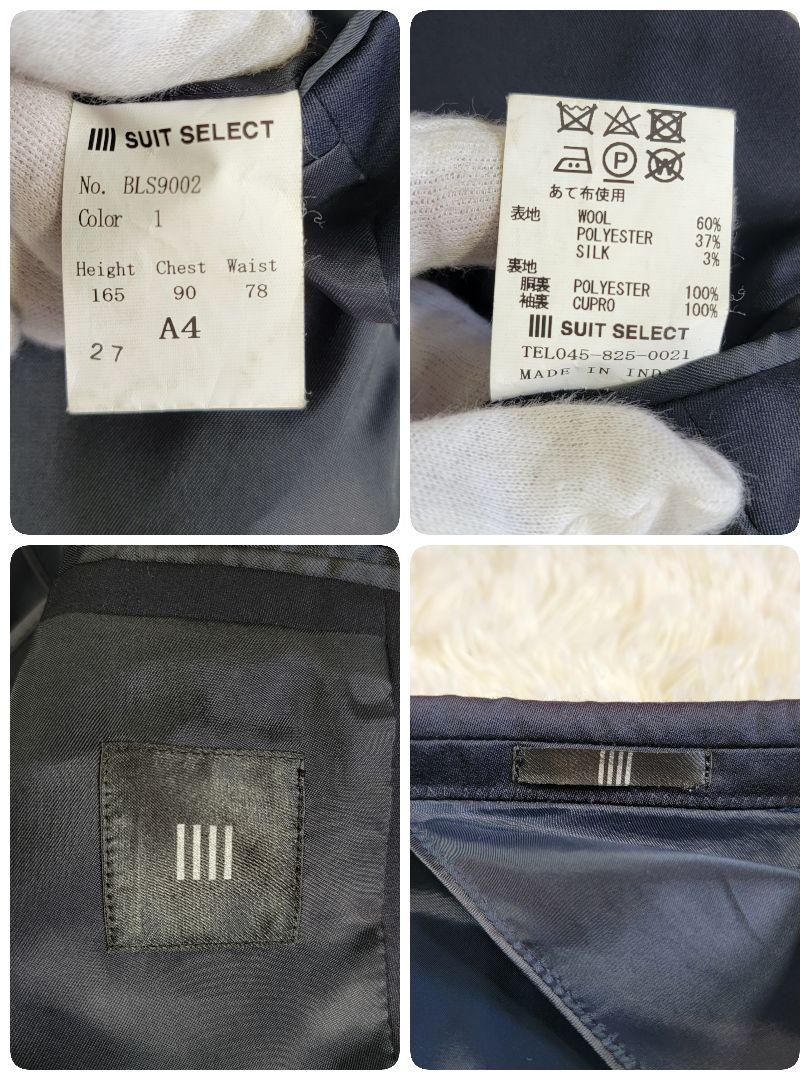 SUIT SELECT
No. BLS9002
Color 1
Height Chest Waist
165 90 78
A4
27
P
W
あて布使用
表地 WOOL 60%
POLYESTER 37%
SILK 3%
裏地
胴裏 POLYESTER 100%
袖裏 CUPRO 100%
SUIT SELECT
TEL045-825-0021
MADE IN IND